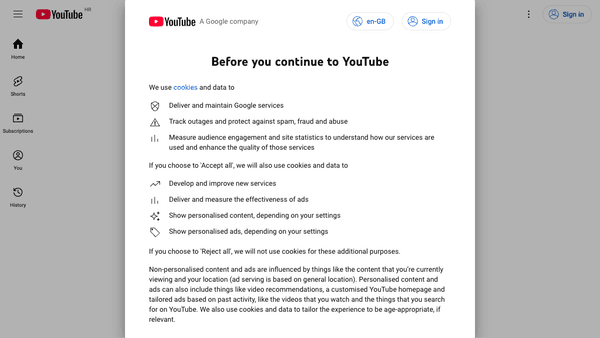 YouTube HR
Sign in
Home
Shorts
Subscriptions
You
History
YouTube A Google company
en-GB
Sign in
Before you continue to YouTube
We use cookies and data to
Deliver and maintain Google services
Track outages and protect against spam, fraud and abuse
Measure audience engagement and site statistics to understand how our services are
used and enhance the quality of those services
If you choose to 'Accept all', we will also use cookies and data to
Develop and improve new services
Deliver and measure the effectiveness of ads
Show personalised content, depending on your settings
Show personalised ads, depending on your settings
If you choose to 'Reject all', we will not use cookies for these additional purposes.
Non-personalised content and ads are influenced by things like the content that you're currently
viewing and your location (ad serving is based on general location). Personalised content and
ads can also include things like video recommendations, a customised YouTube homepage and
tailored ads based on past activity, like the videos that you watch and the things that you search
for on YouTube. We also use cookies and data to tailor the experience to be age-appropriate, if
relevant.